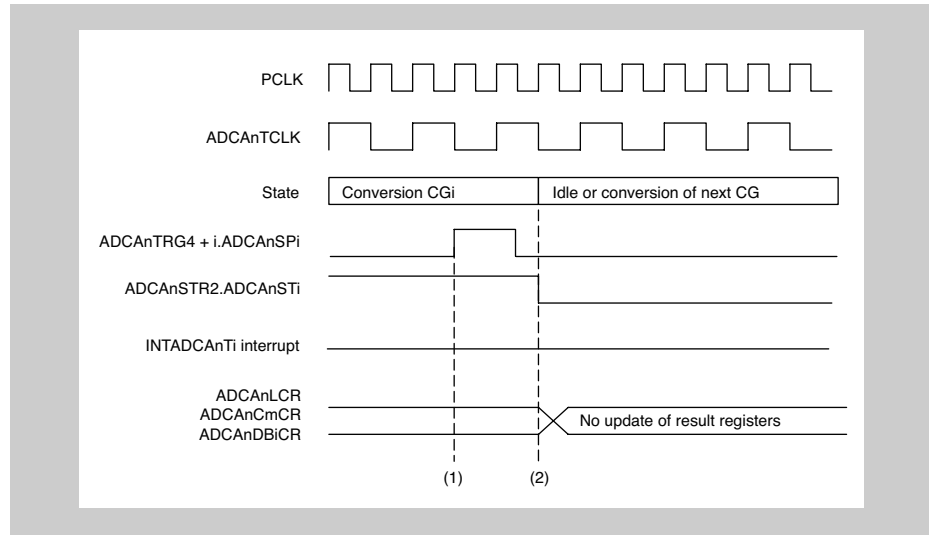 PCLK
ADCAnTCLK
State
Conversion CGi
Idle or conversion of next CG
ADCAnTRG4 + i.ADCAnSPi
ADCAnSTR2.ADCAnSTi
INTADCAnTi interrupt
ADCAnLCR
ADCAnCmCR
ADCAnDBiCR
No update of result registers
(1)
(2)